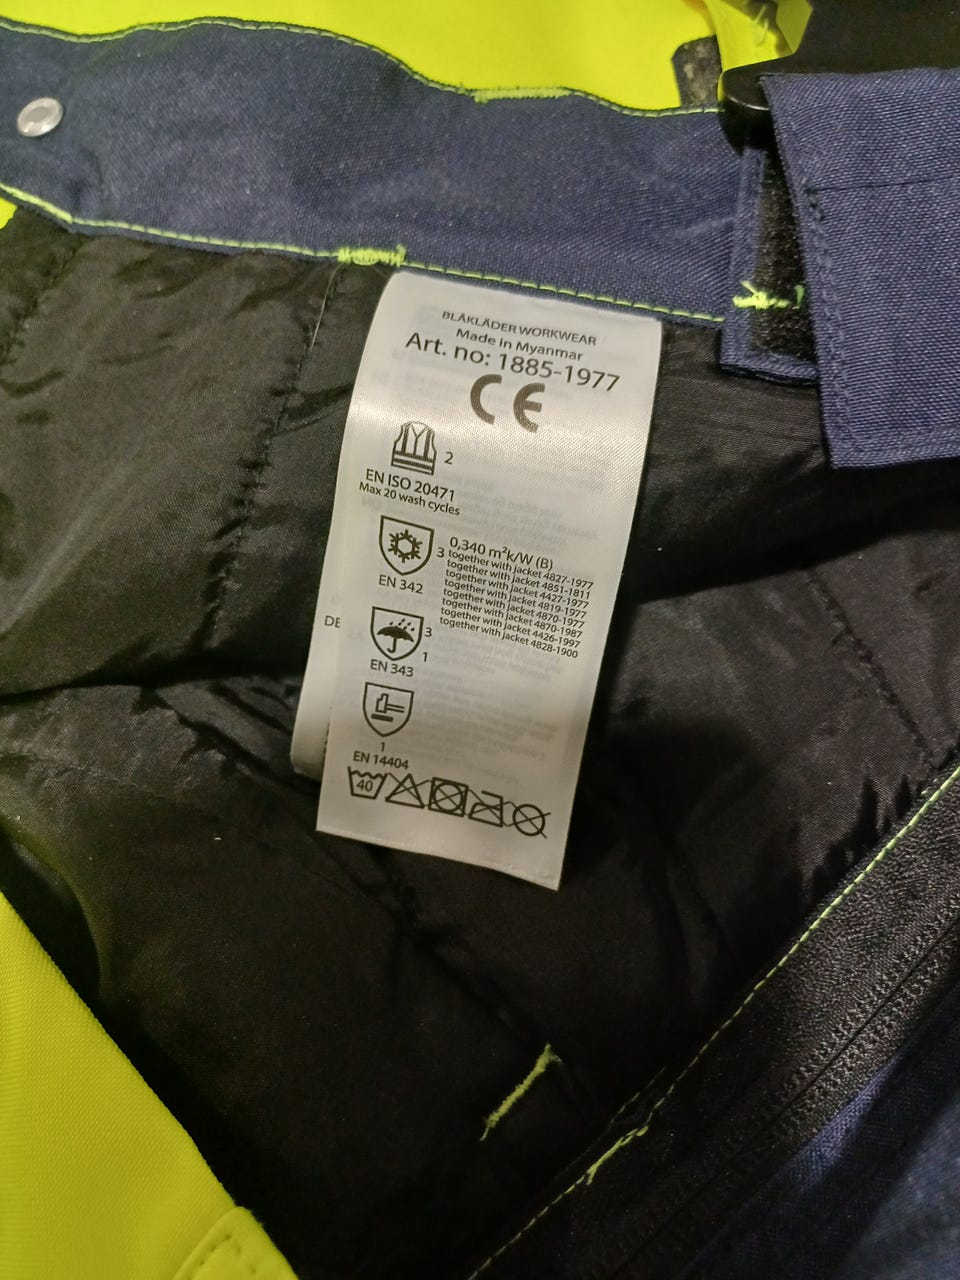 BLÅKLÄDER WORKWEAR
Made in Myanmar
Art. no: 1885-1977
CE
2
EN ISO 20471
Max 20 wash cycles
3
0,340 m²k/W (B)
together with jacket 4827-1977
together with jacket 4851-1811
together with jacket 4427-1977
together with jacket 4819-1977
together with jacket 4870-1977
together with jacket 4870-1987
together with jacket 4426-1997
together with jacket 4828-1900
EN 342
DE
3
1
EN 343
1
EN 14404
40